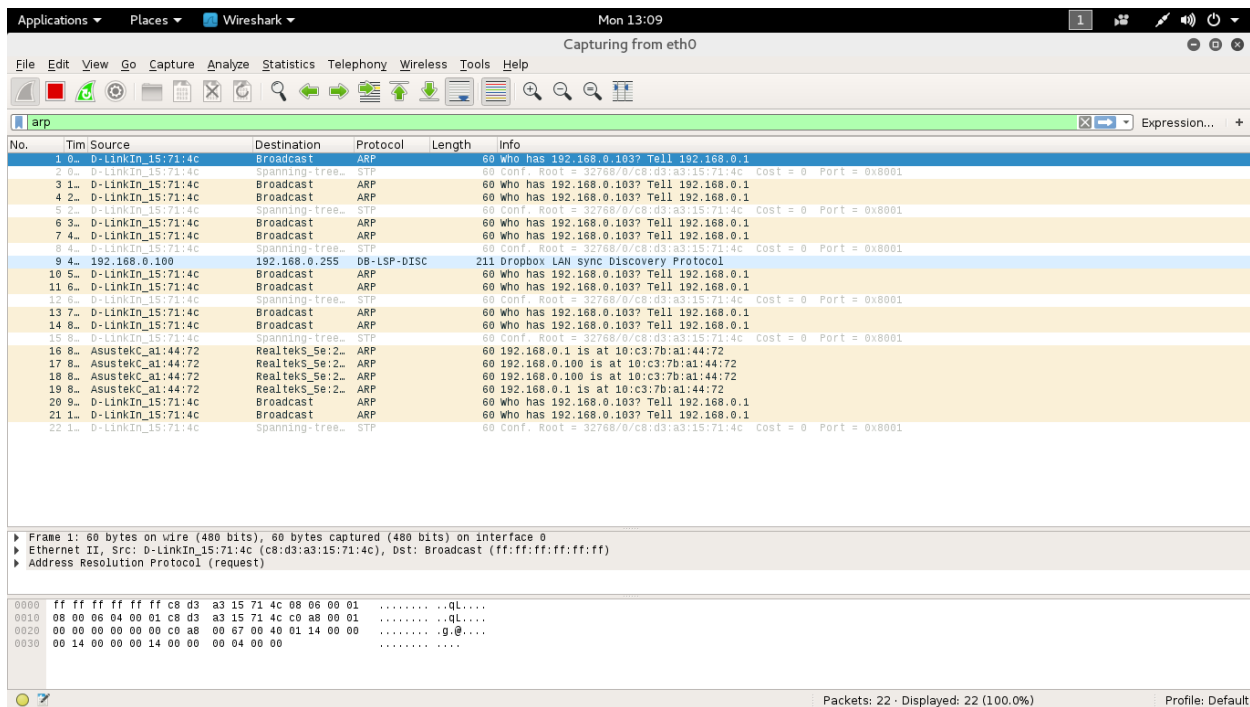 Applications Places Wireshark Mon 13:09 1
Capturing from eth0
File Edit View Go Capture Analyze Statistics Telephony Wireless Tools Help
arp Expression... +
No. Tim Source Destination Protocol Length Info
1 0… D-LinkIn_15:71:4c Broadcast ARP 60 Who has 192.168.0.103? Tell 192.168.0.1
2 0… D-LinkIn_15:71:4c Spanning-tree… STP 60 Conf. Root = 32768/0/c8:d3:a3:15:71:4c Cost = 0 Port = 0x8001
3 1… D-LinkIn_15:71:4c Broadcast ARP 60 Who has 192.168.0.103? Tell 192.168.0.1
4 2… D-LinkIn_15:71:4c Broadcast ARP 60 Who has 192.168.0.103? Tell 192.168.0.1
5 2… D-LinkIn_15:71:4c Spanning-tree… STP 60 Conf. Root = 32768/0/c8:d3:a3:15:71:4c Cost = 0 Port = 0x8001
6 3… D-LinkIn_15:71:4c Broadcast ARP 60 Who has 192.168.0.103? Tell 192.168.0.1
7 4… D-LinkIn_15:71:4c Broadcast ARP 60 Who has 192.168.0.103? Tell 192.168.0.1
8 4… D-LinkIn_15:71:4c Spanning-tree… STP 60 Conf. Root = 32768/0/c8:d3:a3:15:71:4c Cost = 0 Port = 0x8001
9 4… 192.168.0.100 192.168.0.255 DB-LSP-DISC 211 Dropbox LAN sync Discovery Protocol
10 5… D-LinkIn_15:71:4c Broadcast ARP 60 Who has 192.168.0.103? Tell 192.168.0.1
11 6… D-LinkIn_15:71:4c Broadcast ARP 60 Who has 192.168.0.103? Tell 192.168.0.1
12 6… D-LinkIn_15:71:4c Spanning-tree… STP 60 Conf. Root = 32768/0/c8:d3:a3:15:71:4c Cost = 0 Port = 0x8001
13 7… D-LinkIn_15:71:4c Broadcast ARP 60 Who has 192.168.0.103? Tell 192.168.0.1
14 8… D-LinkIn_15:71:4c Broadcast ARP 60 Who has 192.168.0.103? Tell 192.168.0.1
15 8… D-LinkIn_15:71:4c Spanning-tree… STP 60 Conf. Root = 32768/0/c8:d3:a3:15:71:4c Cost = 0 Port = 0x8001
16 8… AsustekC_a1:44:72 RealtekS_5e:2… ARP 60 192.168.0.1 is at 10:c3:7b:a1:44:72
17 8… AsustekC_a1:44:72 RealtekS_5e:2… ARP 60 192.168.0.100 is at 10:c3:7b:a1:44:72
18 8… AsustekC_a1:44:72 RealtekS_5e:2… ARP 60 192.168.0.100 is at 10:c3:7b:a1:44:72
19 8… AsustekC_a1:44:72 RealtekS_5e:2… ARP 60 192.168.0.1 is at 10:c3:7b:a1:44:72
20 9… D-LinkIn_15:71:4c Broadcast ARP 60 Who has 192.168.0.103? Tell 192.168.0.1
21 1… D-LinkIn_15:71:4c Broadcast ARP 60 Who has 192.168.0.103? Tell 192.168.0.1
22 1… D-LinkIn_15:71:4c Spanning-tree… STP 60 Conf. Root = 32768/0/c8:d3:a3:15:71:4c Cost = 0 Port = 0x8001
Frame 1: 60 bytes on wire (480 bits), 60 bytes captured (480 bits) on interface 0
Ethernet II, Src: D-LinkIn_15:71:4c (c8:d3:a3:15:71:4c), Dst: Broadcast (ff:ff:ff:ff:ff:ff)
Address Resolution Protocol (request)
0000 ff ff ff ff ff ff c8 d3 a3 15 71 4c 08 06 00 01 ........ ..qL....
0010 08 00 06 04 00 01 c8 d3 a3 15 71 4c c0 a8 00 01 ........ ..qL....
0020 00 00 00 00 00 00 c0 a8 00 67 00 40 01 14 00 00 ........ .g.@....
0030 00 14 00 00 00 14 00 00 00 04 00 00 ........ ....
Packets: 22 · Displayed: 22 (100.0%) Profile: Default